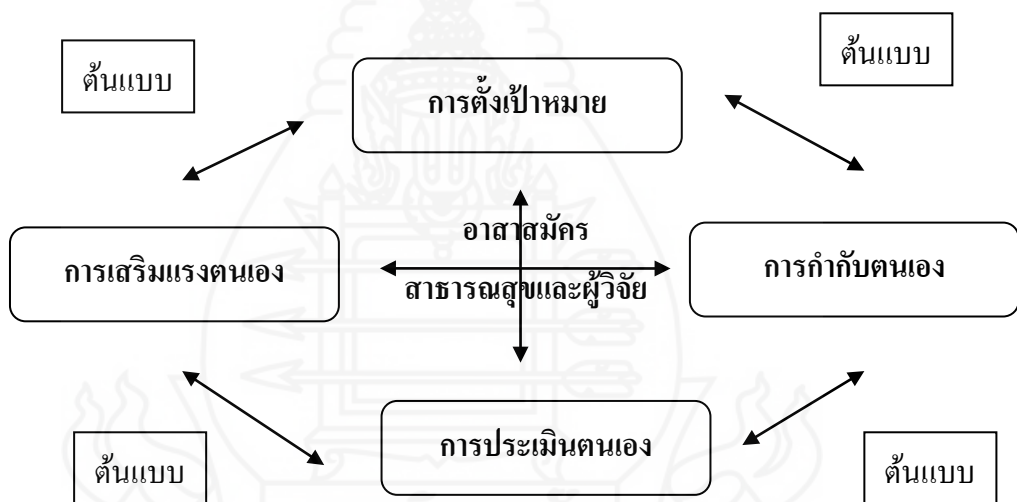 ต้นแบบ
ต้นแบบ
การตั้งเป้าหมาย
อาสาสมัคร
การเสริมแรงตนเอง
การกำกับตนเอง
สาธารณสุขและผู้วิจัย
การประเมินตนเอง
ต้นแบบ
ต้นแบบ